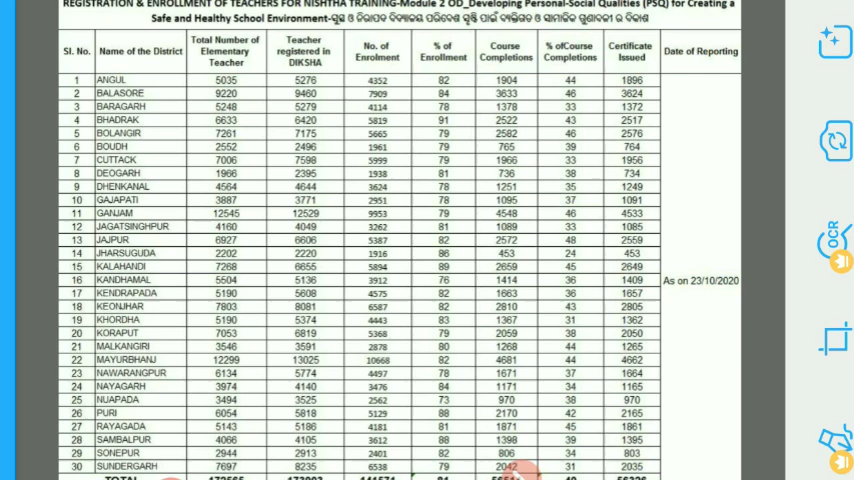 REGISTRATION & ENROLLMENT OF TEACHERS FOR NISHTHA TRAINING-Module 2 OD_Developing Personal-Social Qualities (PSQ) for Creating a
Safe and Healthy School Environment-ସୁସ୍ଥ ଓ ନିରାପଦ ବିଦ୍ୟାଳୟ ପରିବେଶ ସୃଷ୍ଟି ପାଇଁ ବ୍ୟକ୍ତିଗତ ଓ ସାମାଜିକ ଗୁଣାବଳୀ ର ବିକାଶ
Sl. No. Name of the District Total Number of Elementary Teacher Teacher registered in DIKSHA No. of Enrolment % of Enrollment Course Completions % ofCourse Completions Certificate Issued Date of Reporting
1 ANGUL 5035 5276 4352 82 1904 44 1896
2 BALASORE 9220 9460 7909 84 3633 46 3624
3 BARAGARH 5248 5279 4114 78 1378 33 1372
4 BHADRAK 6633 6420 5819 91 2522 43 2517
5 BOLANGIR 7261 7175 5665 79 2582 46 2576
6 BOUDH 2552 2496 1961 79 765 39 764
7 CUTTACK 7006 7598 5999 79 1966 33 1956
8 DEOGARH 1966 2395 1938 81 736 38 734
9 DHENKANAL 4564 4644 3624 78 1251 35 1249
10 GAJAPATI 3887 3771 2951 78 1095 37 1091
11 GANJAM 12545 12529 9953 79 4548 46 4533
12 JAGATSINGHPUR 4160 4049 3262 81 1089 33 1085
13 JAJPUR 6927 6606 5387 82 2572 48 2559
14 JHARSUGUDA 2202 2220 1916 86 453 24 453
15 KALAHANDI 7268 6655 5894 89 2659 45 2649
16 KANDHAMAL 5504 5136 3912 76 1414 36 1409 As on 23/10/2020
17 KENDRAPADA 5190 5608 4575 82 1663 36 1657
18 KEONJHAR 7803 8081 6587 82 2810 43 2805
19 KHORDHA 5190 5374 4443 83 1367 31 1362
20 KORAPUT 7053 6819 5368 79 2059 38 2050
21 MALKANGIRI 3546 3591 2878 80 1268 44 1265
22 MAYURBHANJ 12299 13025 10668 82 4681 44 4662
23 NAWARANGPUR 6134 5774 4497 78 1671 37 1664
24 NAYAGARH 3974 4140 3476 84 1171 34 1165
25 NUAPADA 3494 3525 2562 73 970 38 970
26 PURI 6054 5818 5129 88 2170 42 2165
27 RAYAGADA 5143 5186 4181 81 1871 45 1861
28 SAMBALPUR 4066 4105 3612 88 1398 39 1395
29 SONEPUR 2944 2913 2401 82 806 34 803
30 SUNDERGARH 7697 8235 6538 79 2042 31 2035
TOTAL 81 40
OCR